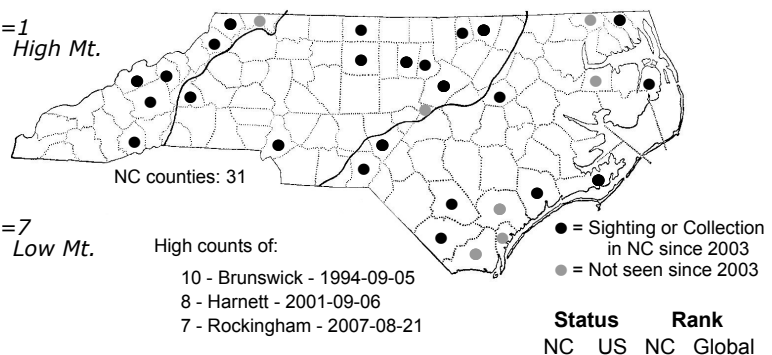 =1
High Mt.
NC counties: 31
=7
Low Mt.
High counts of:
10 - Brunswick - 1994-09-05
8 - Harnett - 2001-09-06
7 - Rockingham - 2007-08-21
= Sighting or Collection
in NC since 2003
= Not seen since 2003
Status Rank
NC US NC Global